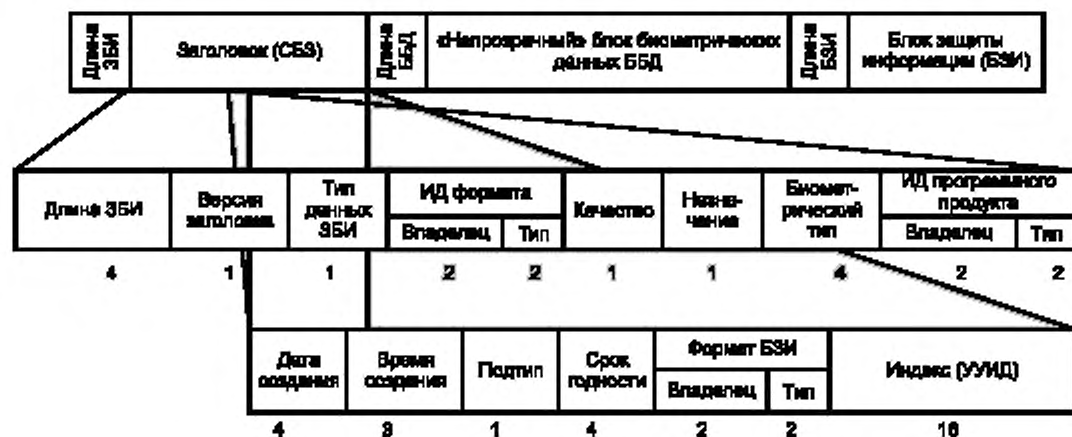 Длина ЗБИ
Заголовок (СБЗ)
Длина ББД
«Непрозрачный» блок биометрических
данных ББД
Длина БЗИ
Блок защиты
информации (БЗИ)
Длина ЗБИ
Версия
заголовка
Тип
данных
ЗБИ
ИД формата
Владелец
Тип
Качество
Назна-
чение
Биомет-
рический
тип
ИД программного
продукта
Владелец
Тип
4
1
1
2
2
1
1
4
2
2
Дата
создания
Время
создания
Подтип
Срок
годности
Формат БЗИ
Владелец
Тип
Индекс (УУИД)
4
3
1
4
2
2
16